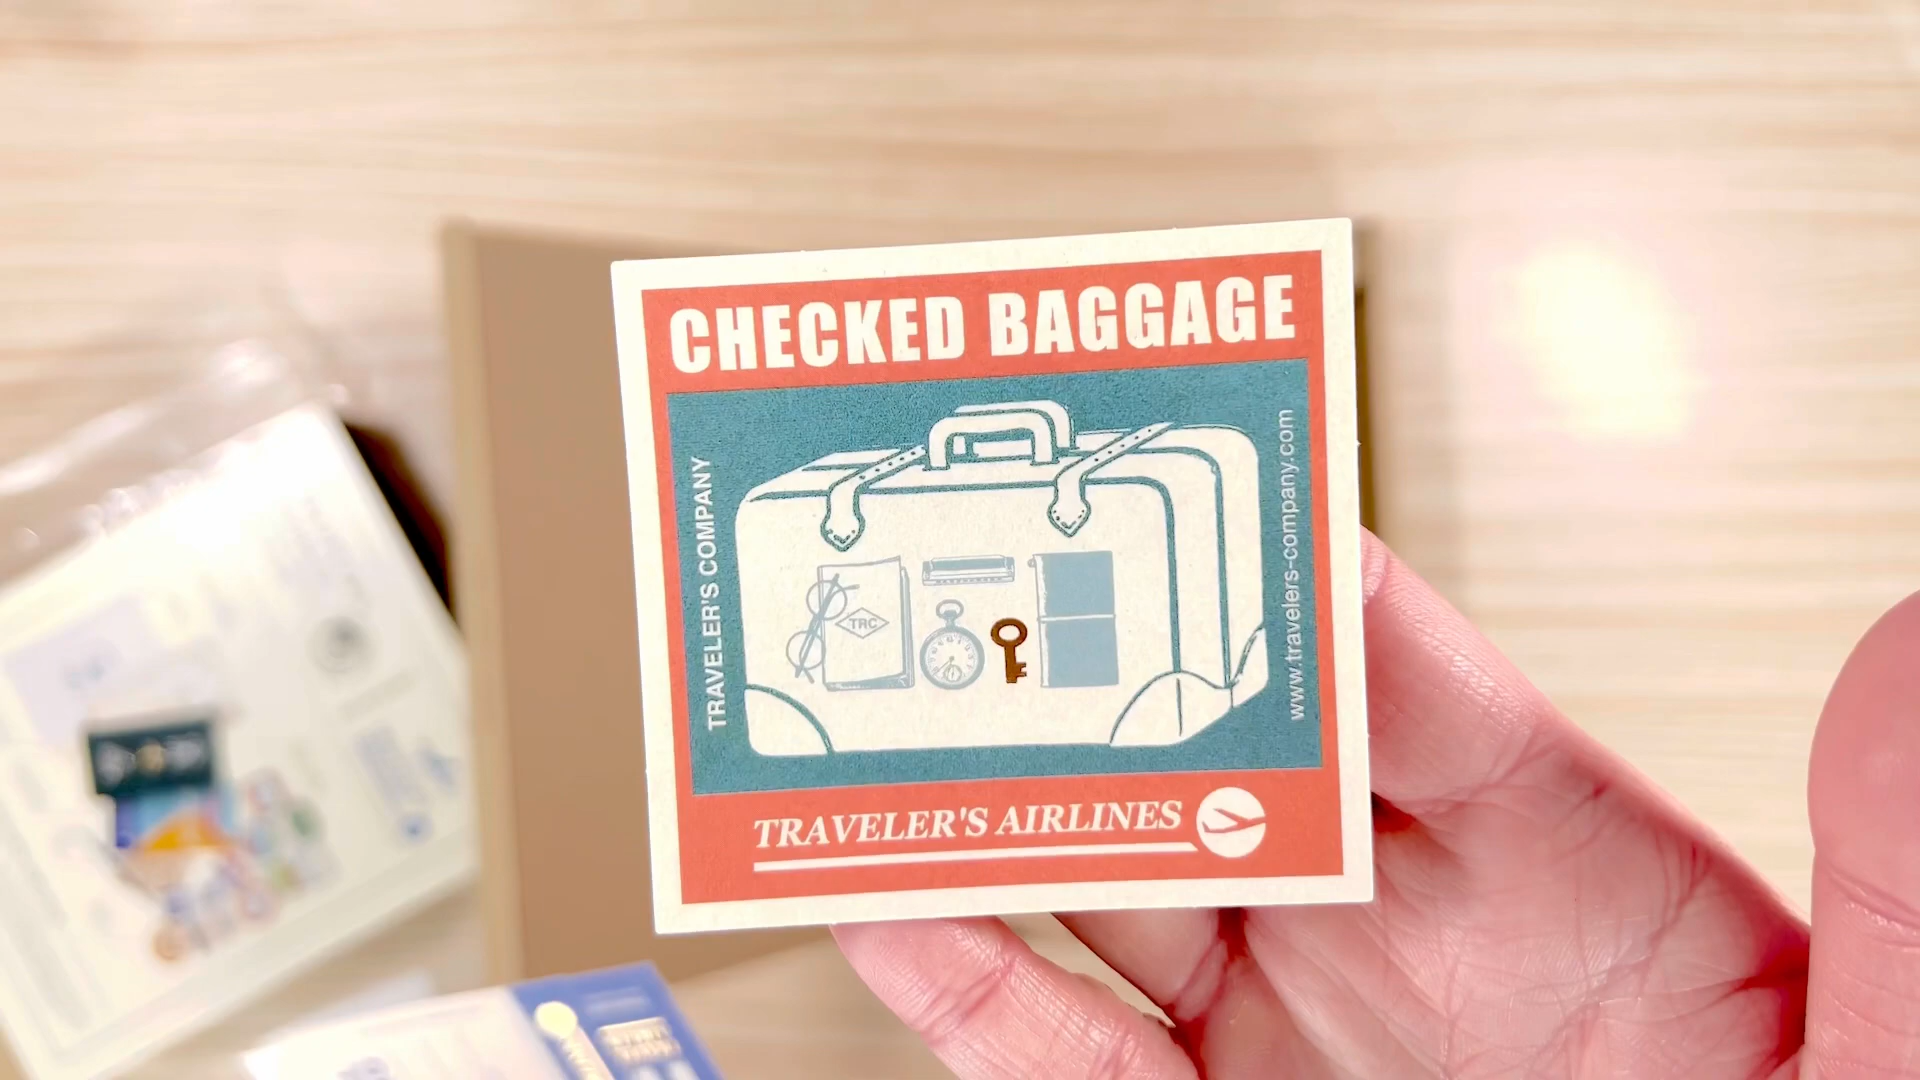 CHECKED BAGGAGE
TRAVELER'S COMPANY
www.travelers-company.com
TRC
TRAVELER'S AIRLINES